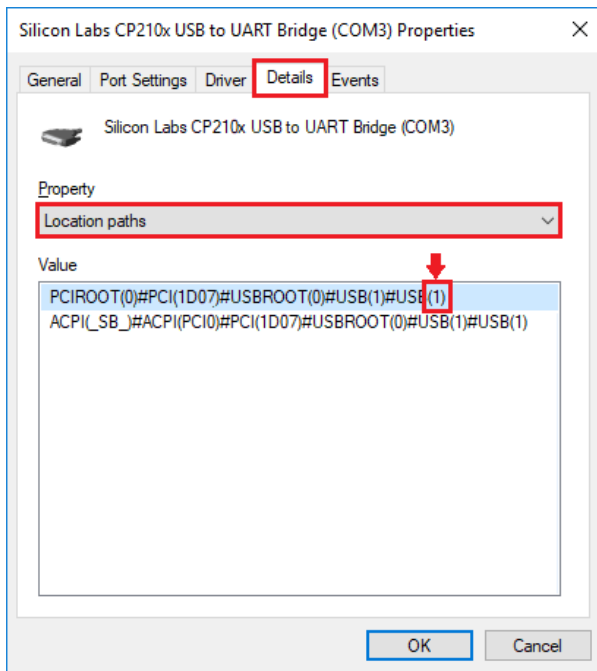 Silicon Labs CP210x USB to UART Bridge (COM3) Properties
General Port Settings Driver Details Events
Silicon Labs CP210x USB to UART Bridge (COM3)
Property
Location paths
Value
PCIROOT(0)#PCI(1D07)#USBROOT(0)#USB(1)#USB(1)
ACPI(_SB_)#ACPI(PCI0)#PCI(1D07)#USBROOT(0)#USB(1)#USB(1)
OK Cancel